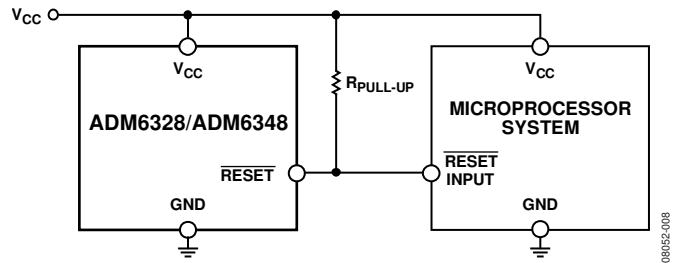 VCC
VCC
ADM6328/ADM6348
RESET
GND
RPULL-UP
VCC
MICROPROCESSOR
SYSTEM
RESET
INPUT
GND
08052-008